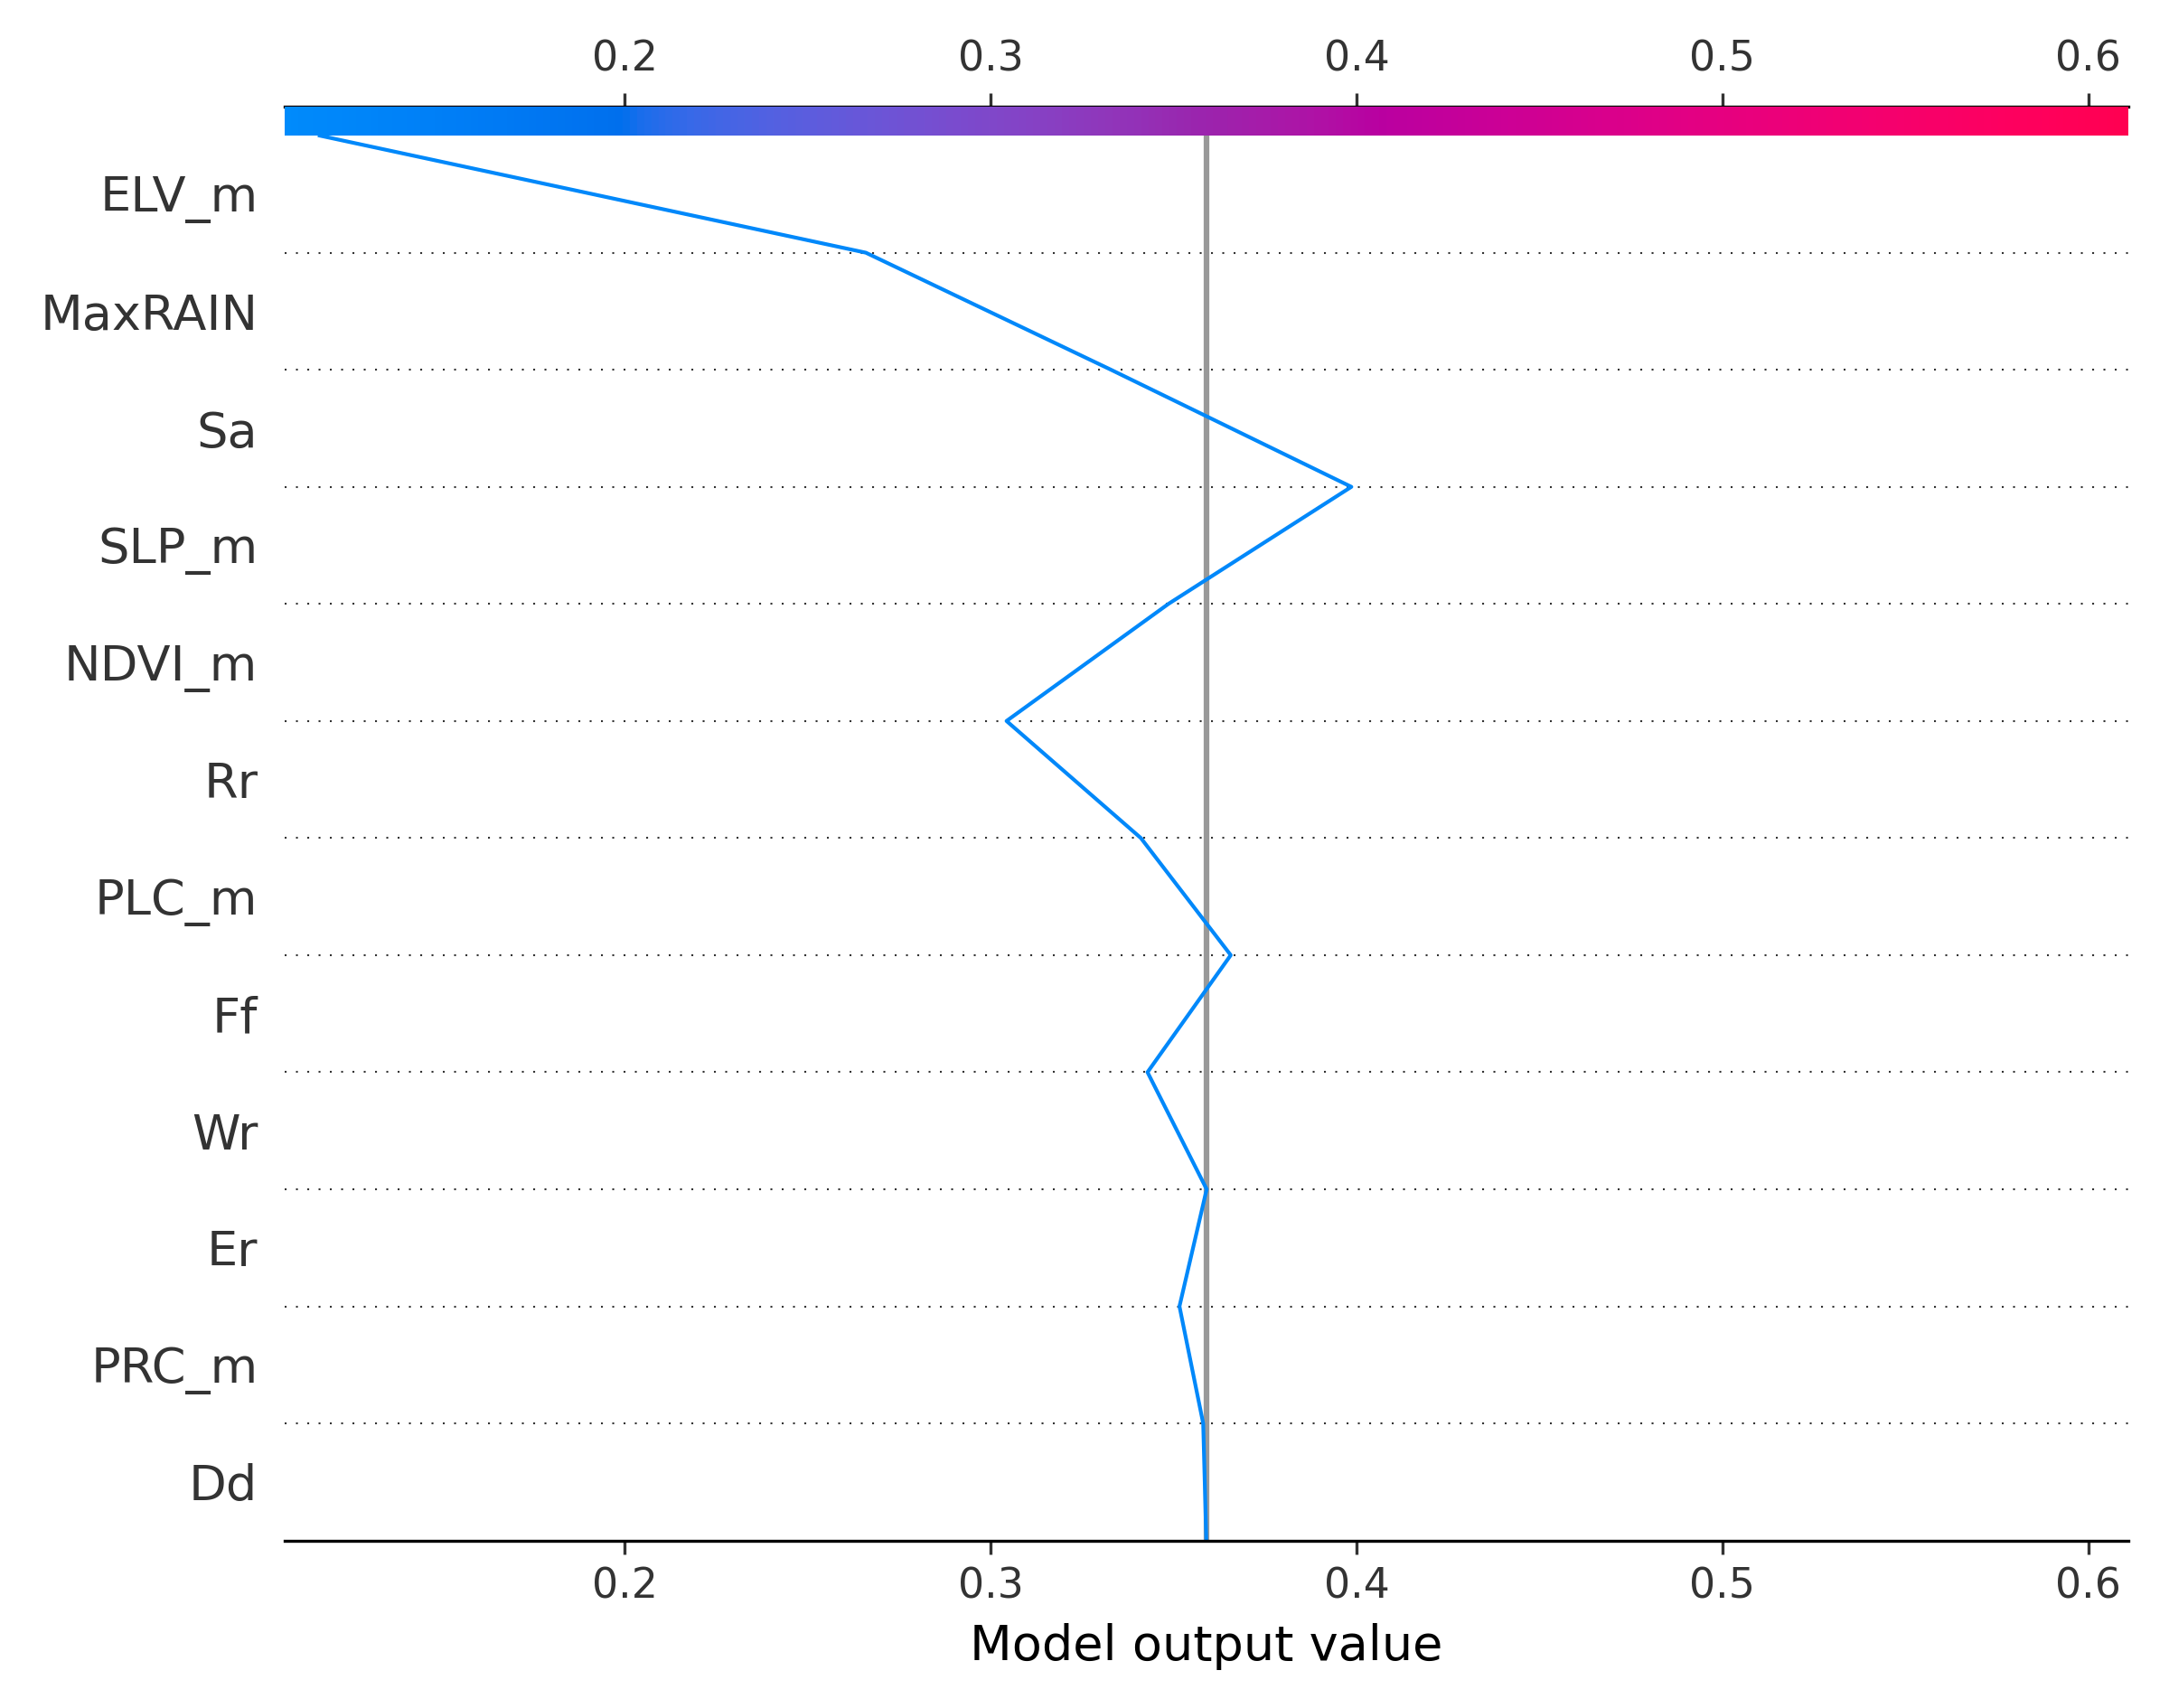 0.2 0.3 0.4 0.5 0.6
ELV_m
MaxRAIN
Sa
SLP_m
NDVI_m
Rr
PLC_m
Ff
Wr
Er
PRC_m
Dd
0.2 0.3 0.4 0.5 0.6
Model output value